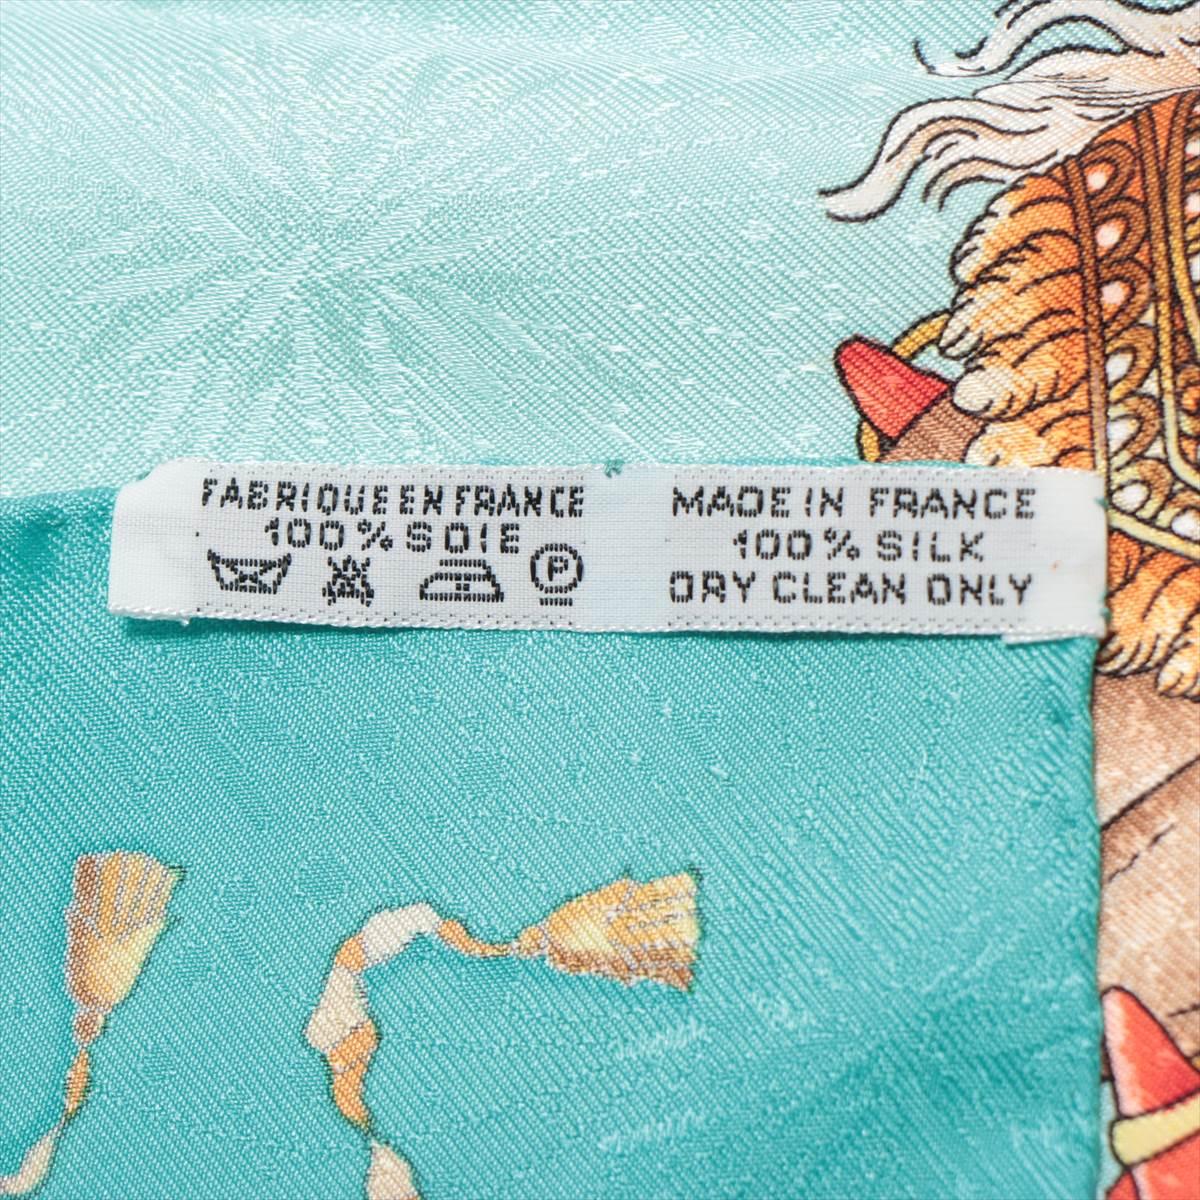 FABRIQUE EN FRANCE
100% SOIE
P
MADE IN FRANCE
100% SILK
DRY CLEAN ONLY